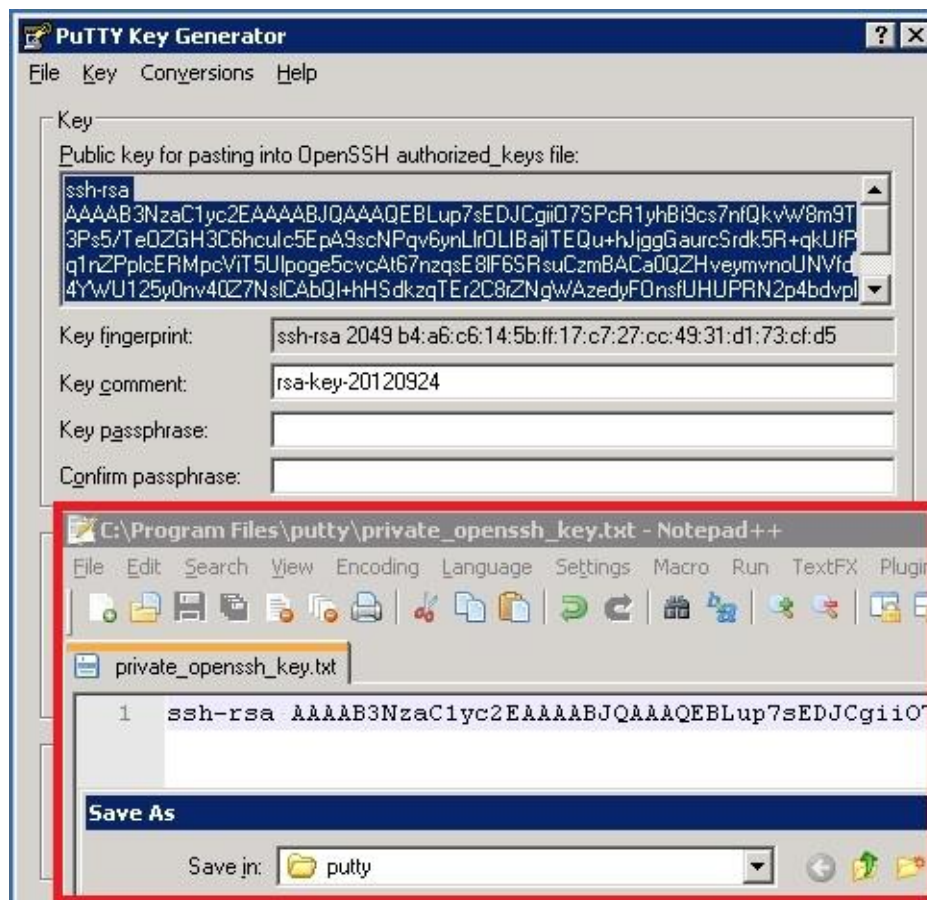 PuTTY Key Generator
File Key Conversions Help
Key
Public key for pasting into OpenSSH authorized_keys file:
ssh-rsa
AAAAB3NzaC1yc2EAAAABJQAAAQEBLup7sEDJCgiiO7SPcR1yhBi9cs7nfQkvW8m9T
3Ps5/TeOZGH3C6hcuIc5EpA9scNPqv6ynLIrOLIBajITEQu+hJjggGaurcSrdk5R+qkUfP
q1nZPplcERMpcViT5UIpoge5cvcAt67nzqsE8lF6SRsuCzmBACa0QZHveymvnoUNVfd
4YWU125y0nv40Z7NslCAbQI+hHSdkzqTEr2C8rZNgWAzedyFOnsfUHUPRN2p4bdvpl
Key fingerprint: ssh-rsa 2049 b4:a6:c6:14:5b:ff:17:c7:27:cc:49:31:d1:73:cf:d5
Key comment: rsa-key-20120924
Key passphrase:
Confirm passphrase:
C:\Program Files\putty\private_openssh_key.txt - Notepad++
File Edit Search View Encoding Language Settings Macro Run TextFX Plugin
private_openssh_key.txt
1 ssh-rsa AAAAB3NzaC1yc2EAAAABJQAAAQEBLup7sEDJCgiiO7
Save As
Save in: putty